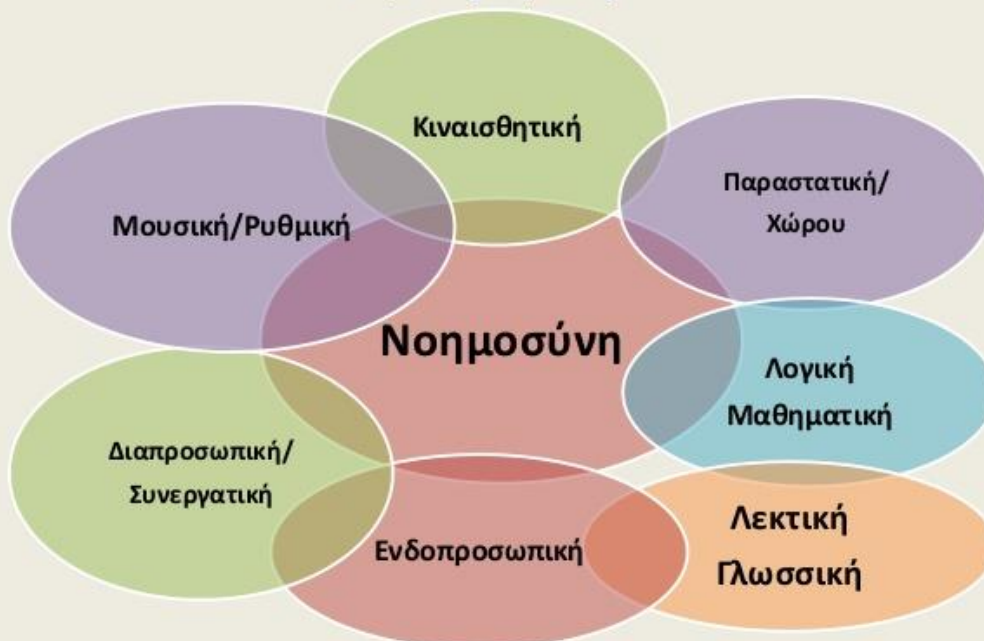 Κιναισθητική
Παραστατική/
Χώρου
Μουσική/Ρυθμική
Νοημοσύνη
Λογική
Μαθηματική
Διαπροσωπική/
Συνεργατική
Ενδοπροσωπική
Λεκτική
Γλωσσική